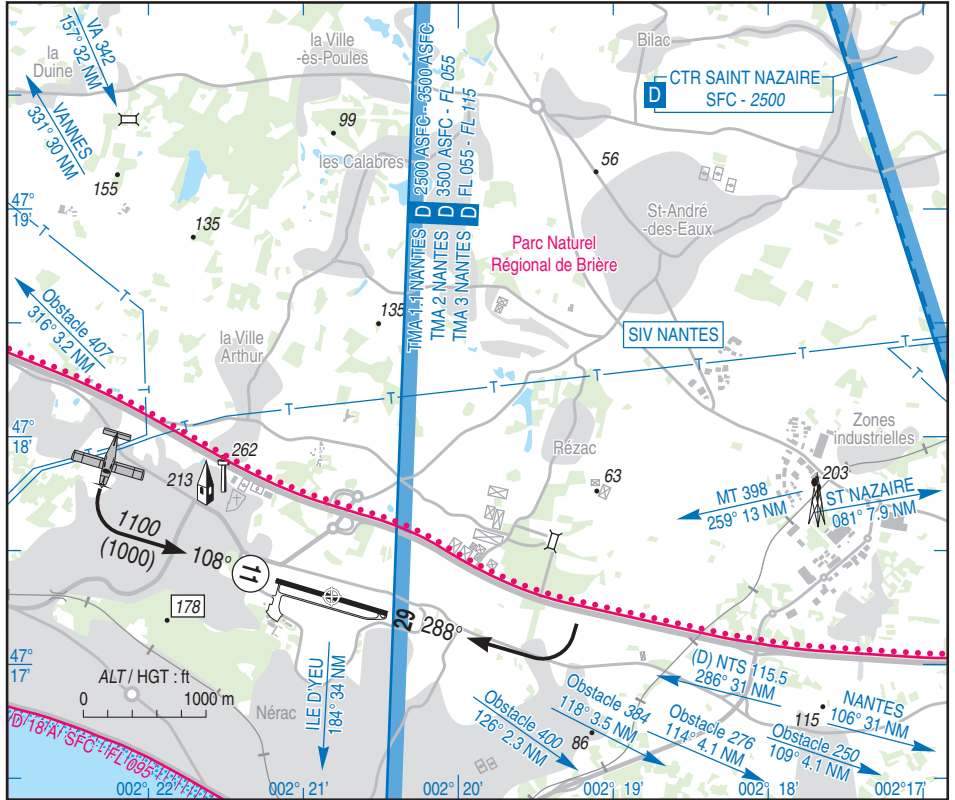 VA 342
157° 32 NM
la
Duine
VANNES
331° 30 NM
la Ville
-ès-Poules
Bilac
CTR SAINT NAZAIRE
D
SFC - 2500
99
les Calabres
155
56
47°
19'
135
St-André
-des-Eaux
TMA 1.1 NANTES D 2500 ASFC - 3500 ASFC
TMA 2 NANTES D 3500 ASFC - FL 055
TMA 3 NANTES D FL 055 - FL 115
Parc Naturel
Régional de Brière
T
T
Obstacle 407
316° 3.2 NM
135
la Ville
Arthur
SIV NANTES
T
T
T
T
T
T
T
47°
18'
262
213
Rézac
63
Zones
industrielles
203
MT 398
259° 13 NM
ST NAZAIRE
081° 7.9 NM
1100
(1000)
108°
11
178
29
288°
47°
17'
ALT / HGT : ft
0 1000 m
Nérac
ILE D'YEU
184° 34 NM
(D) NTS 115.5
286° 31 NM
Obstacle 400
126° 2.3 NM
Obstacle 384
118° 3.5 NM
86
Obstacle 276
114° 4.1 NM
115
NANTES
106° 31 NM
Obstacle 250
109° 4.1 NM
D 18 A SFC - FL 095
002° 22
002° 21
002° 20
002° 19
002° 18
002° 17